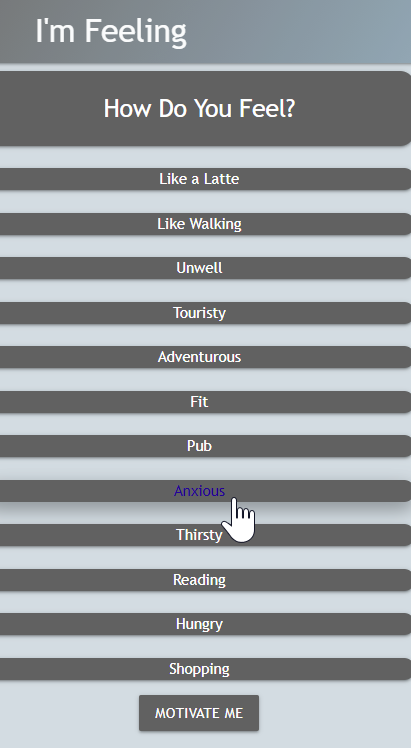 I'm Feeling
How Do You Feel?
Like a Latte
Like Walking
Unwell
Touristy
Adventurous
Fit
Pub
Anxious
Thirsty
Reading
Hungry
Shopping
MOTIVATE ME